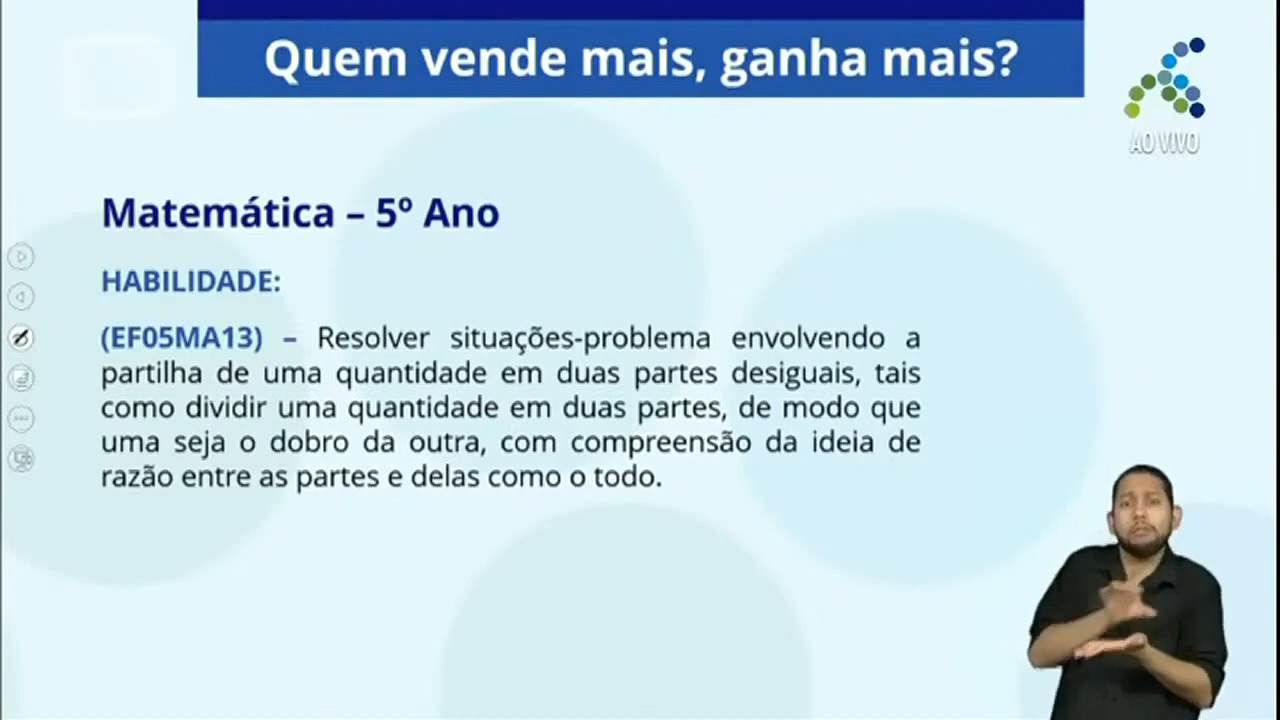 Quem vende mais, ganha mais?
AO VIVO
Matemática – 5º Ano
HABILIDADE:
(EF05MA13) – Resolver situações-problema envolvendo a
partilha de uma quantidade em duas partes desiguais, tais
como dividir uma quantidade em duas partes, de modo que
uma seja o dobro da outra, com compreensão da ideia de
razão entre as partes e delas como o todo.